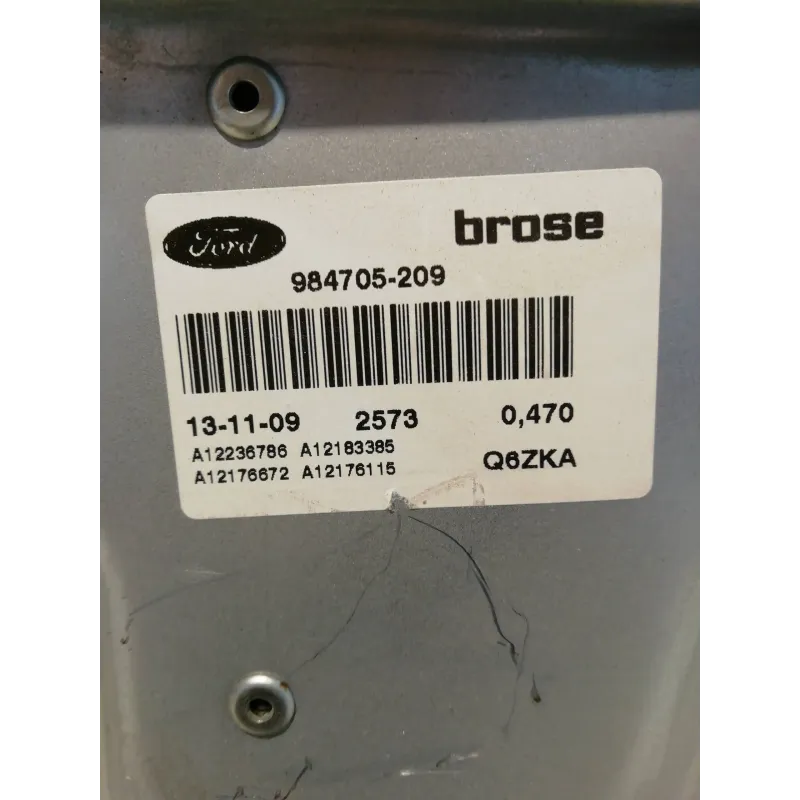 Ford brose
984705-209
13-11-09 2573 0,470
A12236786 A12183385
A12176672 A12176115 Q6ZKA